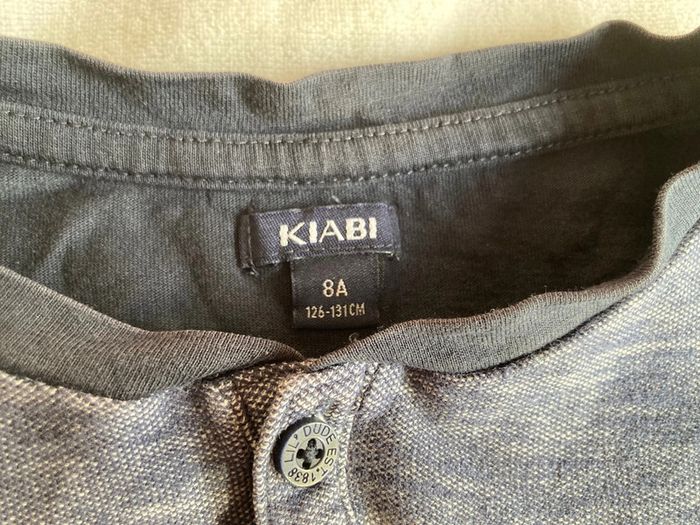 KIABI
8A
126-131CM
LIL' DUDE EST. 1838